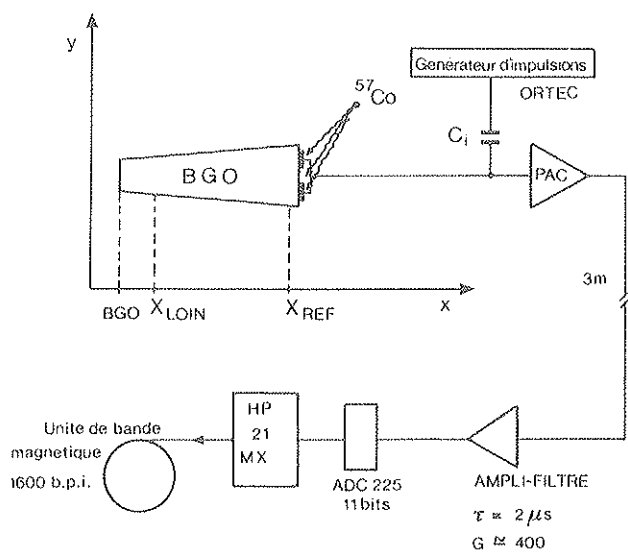 y
Générateur d'impulsions
ORTEC
57Co
Ci
BGO
PAC
3m
BGO
XLOIN
XREF
x
Unite de bande
magnetique
1600 b.p.i.
HP
21
MX
ADC 225
11bits
AMPLI-FILTRE
τ ≃ 2 μs
G ≃ 400